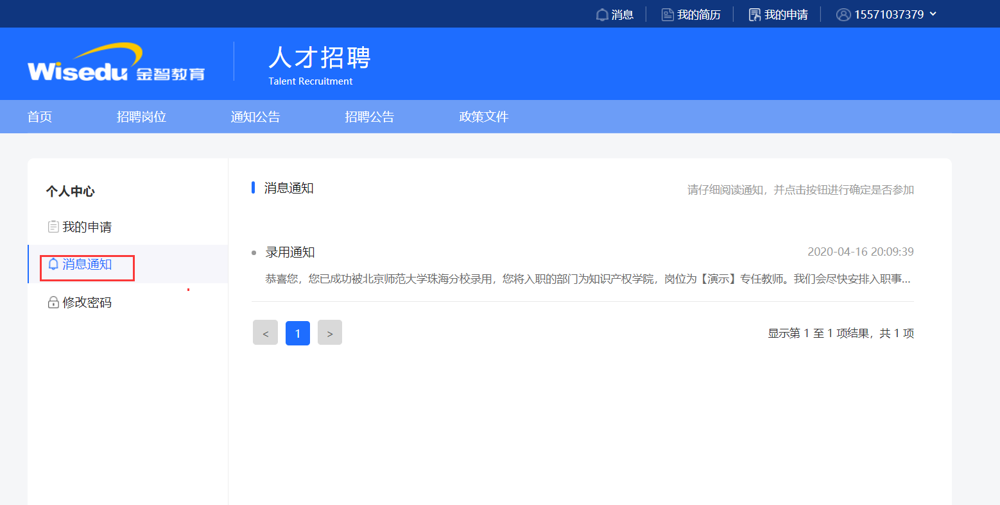 消息 我的简历 我的申请 15571037379
Wisedu 金智教育
人才招聘
Talent Recruitment
首页 招聘岗位 通知公告 招聘公告 政策文件
个人中心
我的申请
消息通知
修改密码
消息通知 请仔细阅读通知，并点击按钮进行确定是否参加
录用通知 2020-04-16 20:09:39
恭喜您，您已成功被北京师范大学珠海分校录用，您将入职的部门为知识产权学院，岗位为【演示】专任教师。我们会尽快安排入职事...
< 1 > 显示第 1 至 1 项结果，共 1 项